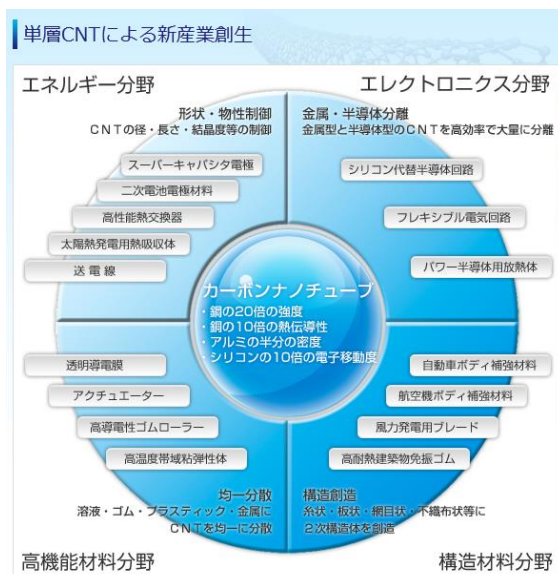 単層CNTによる新産業創生
エネルギー分野
エレクトロニクス分野
形状・物性制御
CNTの径・長さ・結晶度等の制御
スーパーキャパシタ電極
二次電池電極材料
高性能熱交換器
太陽熱発電用熱吸収体
送電線
金属・半導体分離
金属型と半導体型のCNTを高効率で大量に分離
シリコン代替半導体回路
フレキシブル電気回路
パワー半導体用放熱体
カーボンナノチューブ
・鋼の20倍の強度
・銅の10倍の熱伝導性
・アルミの半分の密度
・シリコンの10倍の電子移動度
透明導電膜
アクチュエーター
高導電性ゴムローラー
高温度帯域粘弾性体
均一分散
溶液・ゴム・プラスティック・金属に
CNTを均一に分散
高機能材料分野
自動車ボディ補強材料
航空機ボディ補強材料
風力発電用ブレード
高耐熱建築物免振ゴム
構造創造
糸状・板状・網目状・不織布状等に
2次構造体を創造
構造材料分野